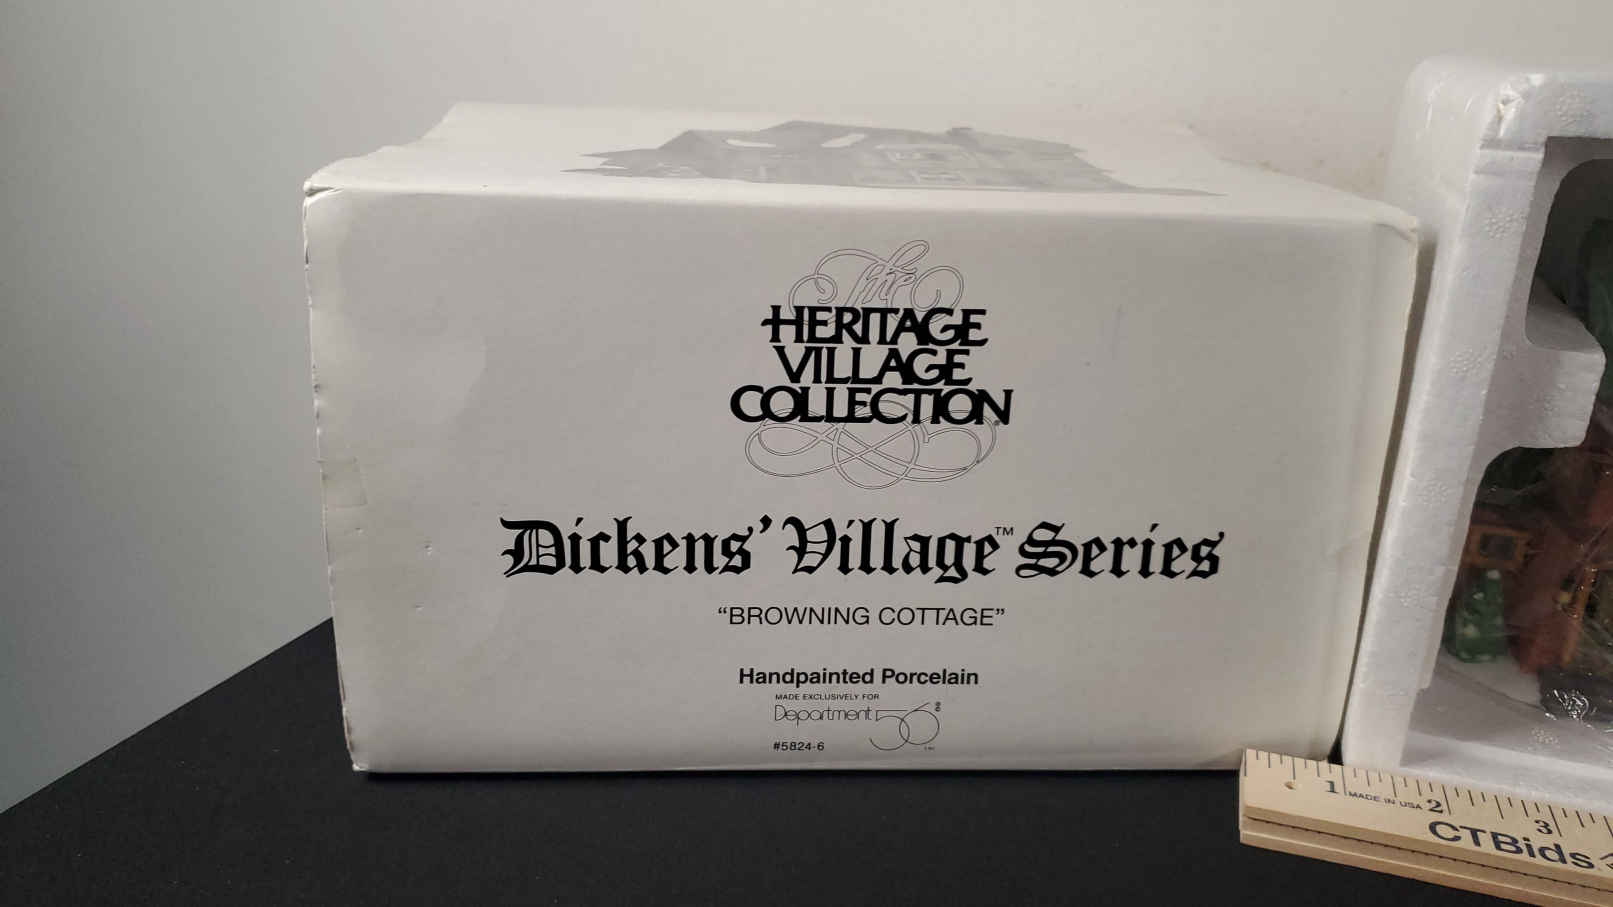 The
HERITAGE
VILLAGE
COLLECTION®
Dickens' Village™ Series
“BROWNING COTTAGE”
Handpainted Porcelain
MADE EXCLUSIVELY FOR
Department 56®
#5824-6
1 MADE IN USA 2 3
CTBids